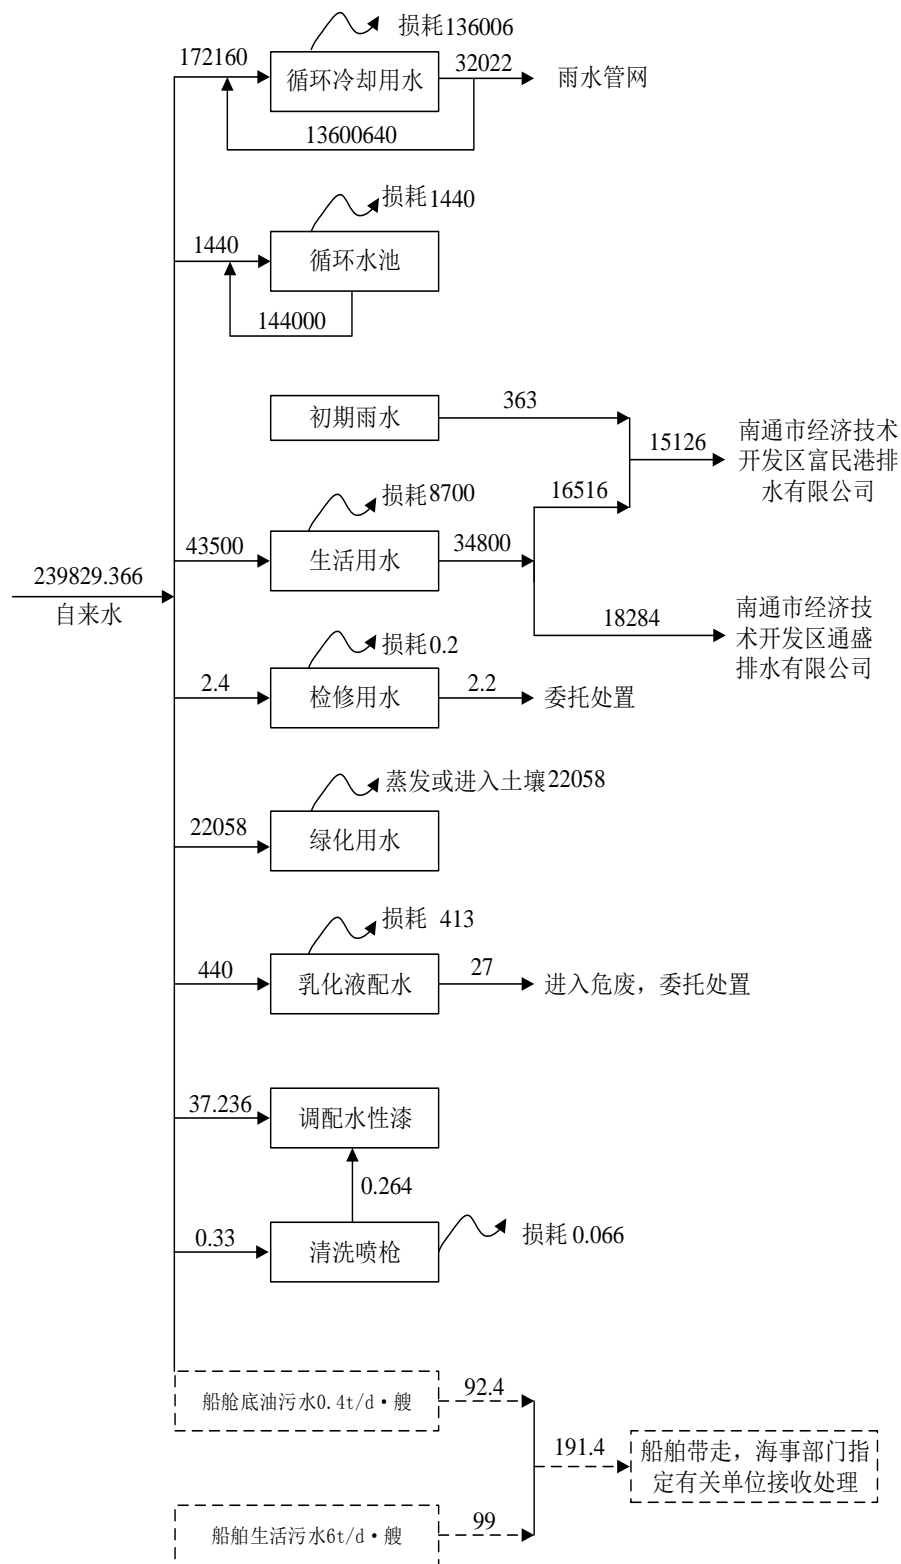 损耗136006
172160
循环冷却用水
32022
雨水管网
13600640
损耗1440
1440
循环水池
144000
初期雨水
363
15126
南通市经济技术
开发区富民港排
水有限公司
损耗8700
16516
43500
生活用水
34800
239829.366
自来水
18284
南通市经济技
术开发区通盛
排水有限公司
损耗0.2
2.4
检修用水
2.2
委托处置
蒸发或进入土壤22058
22058
绿化用水
损耗 413
440
乳化液配水
27
进入危废，委托处置
37.236
调配水性漆
0.264
0.33
清洗喷枪
损耗 0.066
船舱底油污水0.4t/d·艘
92.4
191.4
船舶带走，海事部门指
定有关单位接收处理
船舶生活污水6t/d·艘
99